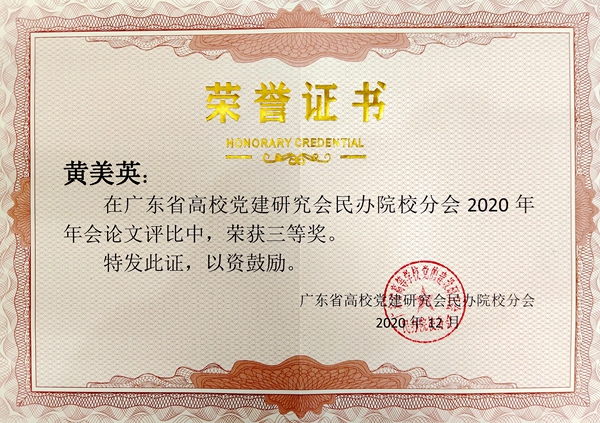 荣誉证书
HONORARY CREDENTIAL
黄美英：
在广东省高校党建研究会民办院校分会 2020 年
年会论文评比中，荣获三等奖。
特发此证，以资鼓励。
广东省高校党建研究会民办院校分会
2020 年 12 月